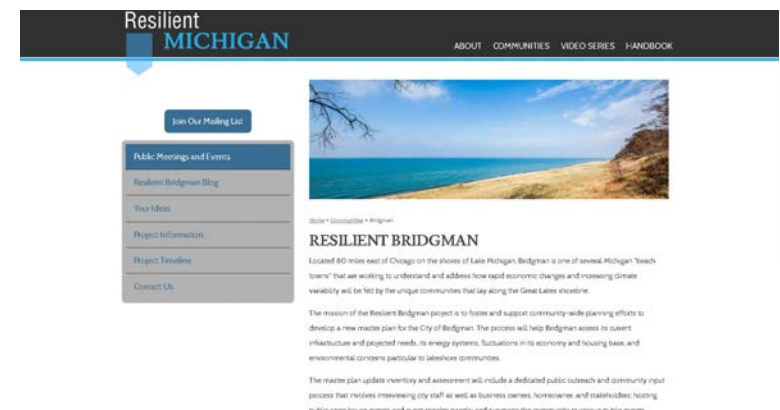 Resilient
MICHIGAN
ABOUT COMMUNITIES VIDEO SERIES HANDBOOK
Join Our Mailing List
Public Meetings and Events
Resilient Bridgman Blog
Your Ideas
Project Information
Project Timeline
Contact Us
Home • Communities • Bridgman
RESILIENT BRIDGMAN
Located 80 miles east of Chicago on the shores of Lake Michigan, Bridgman is one of several Michigan "beach
towns" that are working to understand and address how rapid economic changes and increasing climate
variability will be felt by the unique communities that lay along the Great Lakes shoreline.
The mission of the Resilient Bridgman project is to foster and support community-wide planning efforts to
develop a new master plan for the City of Bridgman. The process will help Bridgman assess its current
infrastructure and projected needs, its energy systems, fluctuations in its economy and housing base, and
environmental concerns particular to lakeshore communities.
The master plan update inventory and assessment will include a dedicated public outreach and community input
process that involves interviewing city staff as well as business owners, homeowner, and stakeholders; hosting